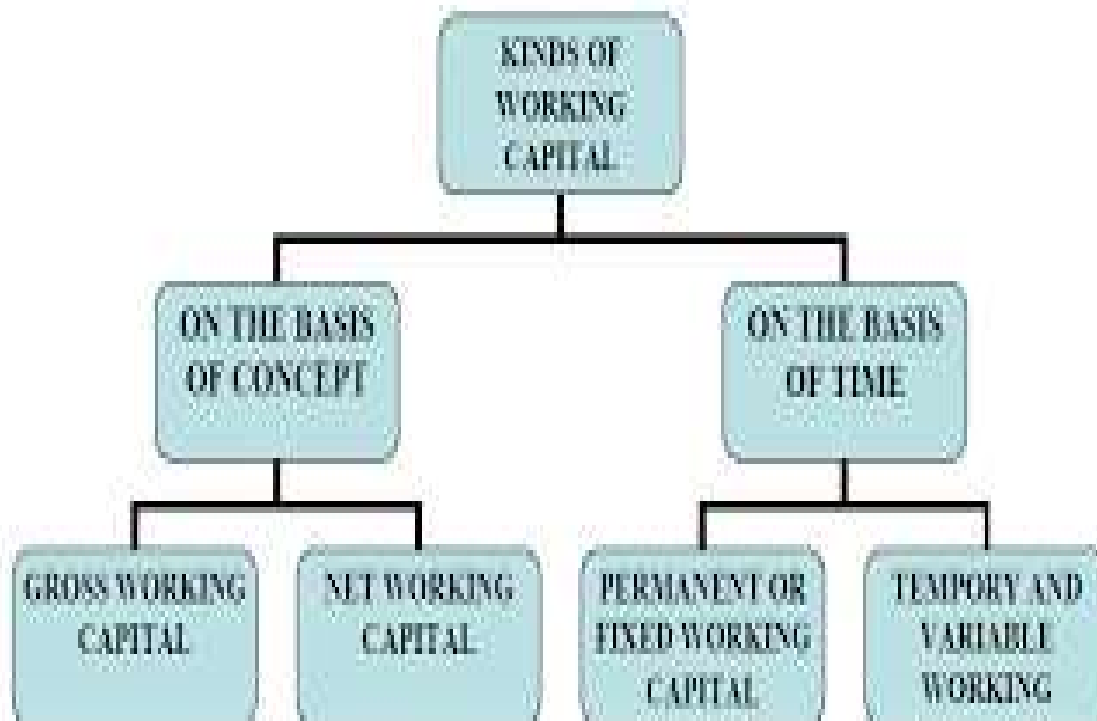 KINDS OF
WORKING
CAPITAL
ON THE BASIS
OF CONCEPT
ON THE BASIS
OF TIME
GROSS WORKING
CAPITAL
NET WORKING
CAPITAL
PERMANENT OR
FIXED WORKING
CAPITAL
TEMPORY AND
VARIABLE
WORKING